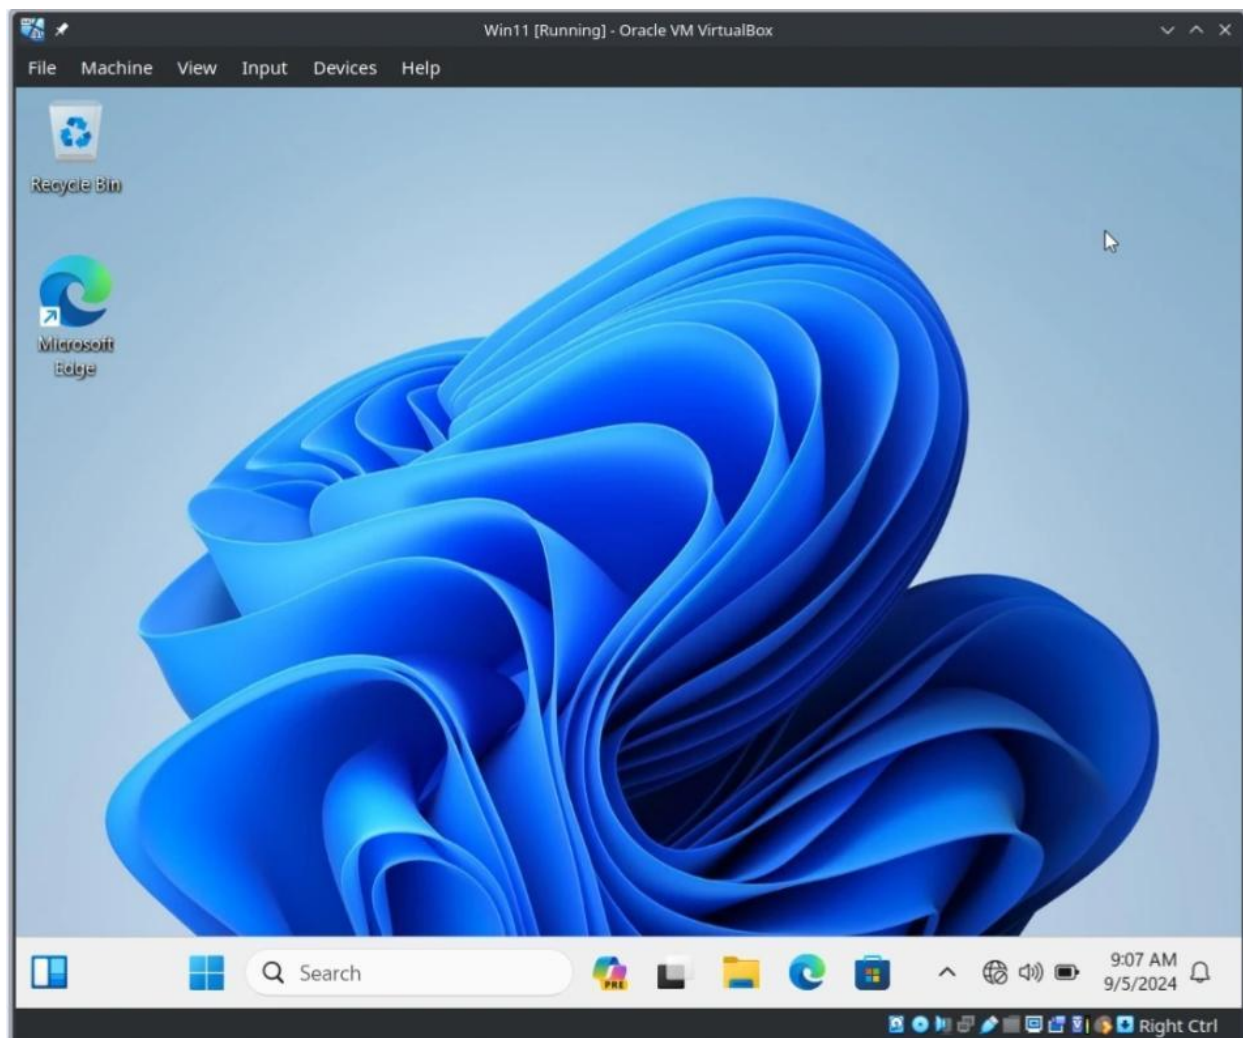 Win11 [Running] - Oracle VM VirtualBox
File Machine View Input Devices Help
Recycle Bin
Microsoft
Edge
Search
PRE
9:07 AM
9/5/2024
Right Ctrl